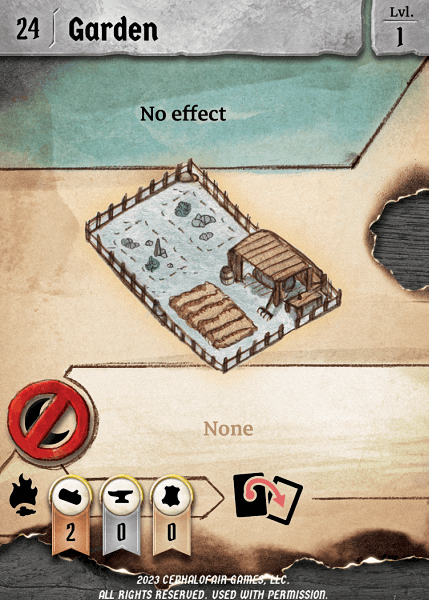 24 Garden
Lvl.
1
No effect
None
2 0 0
2023 CEPHALOFAIR GAMES, LLC.
ALL RIGHTS RESERVED. USED WITH PERMISSION.